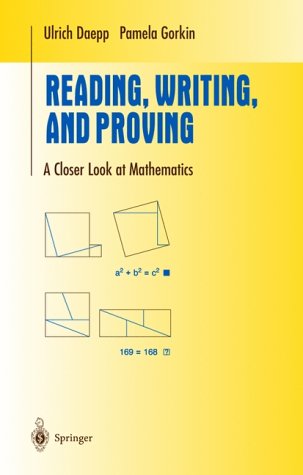 Ulrich Daepp Pamela Gorkin
READING, WRITING,
AND PROVING
A Closer Look at Mathematics
a² + b² = c² ■
169 = 168 ⍰
Springer